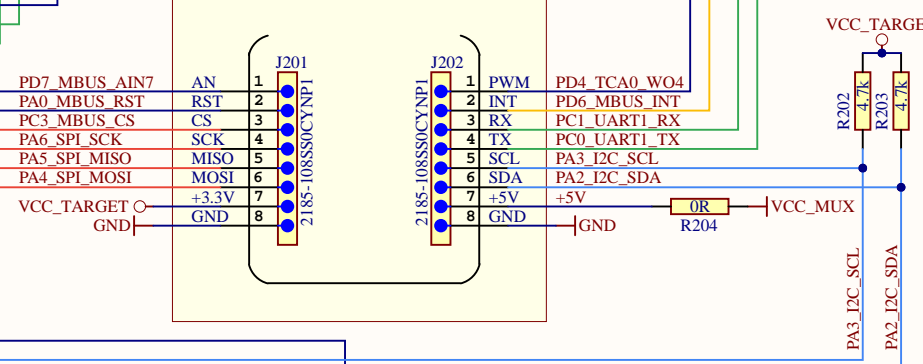 VCC_TARGE
J201
J202
PD7_MBUS_AIN7 AN 1
1 PWM PD4_TCA0_WO4
PA0_MBUS_RST RST 2
2 INT PD6_MBUS_INT
PC3_MBUS_CS CS 3
3 RX PC1_UART1_RX
PA6_SPI_SCK SCK 4
4 TX PC0_UART1_TX
PA5_SPI_MISO MISO 5
5 SCL PA3_I2C_SCL
PA4_SPI_MOSI MOSI 6
6 SDA PA2_I2C_SDA
VCC_TARGET +3.3V 7
7 +5V +5V
0R
R204
VCC_MUX
GND GND 8
8 GND GND
2185-108SS0CYNP1
2185-108SS0CYNP1
R202
4.7k
R203
4.7k
PA3_I2C_SCL
PA2_I2C_SDA